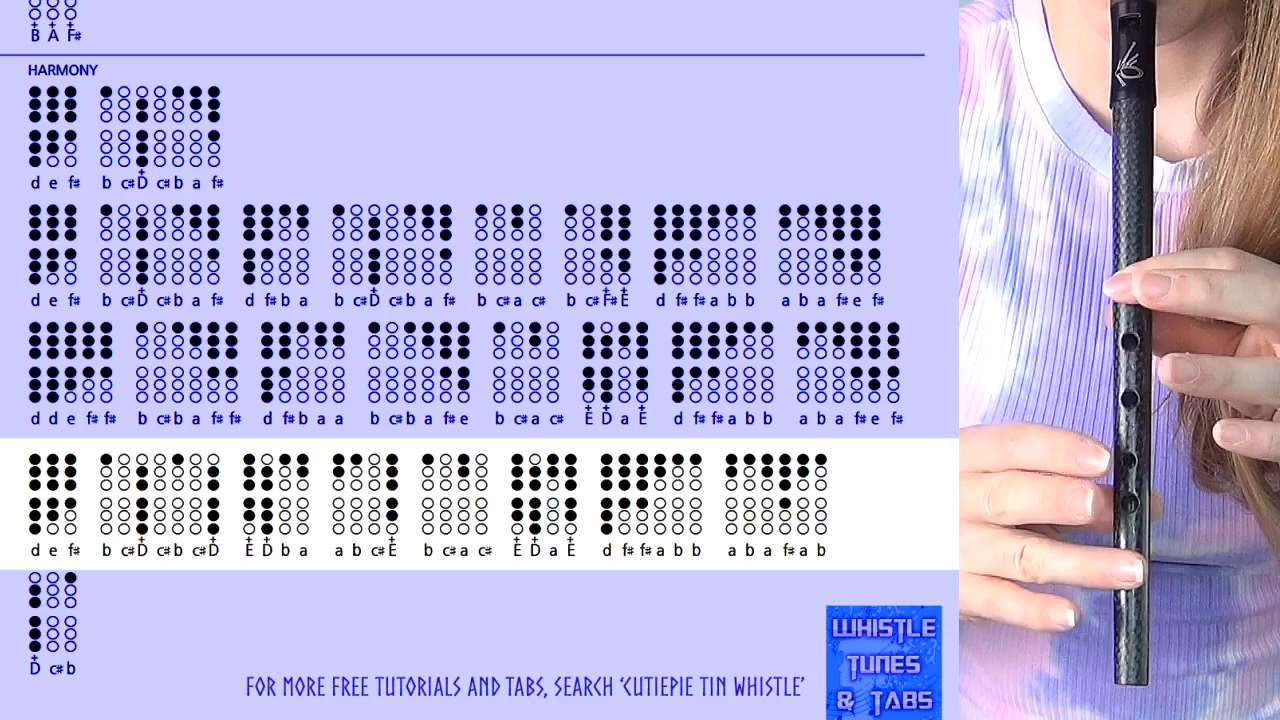 + + +
B A F#
HARMONY
+
d e f# b c# D c# b a f#
+ + + +
d e f# b c# D c# b a f# d f# b a b c# D c# b a f# b c# a c# b c# F# E d f# f# a b b a b a f# e f#
+ + +
d d e f# f# b c# b a f# f# d f# b a a b c# b a f# e b c# a c# E D a E d f# f# a b b a b a f# e f#
+ + + + + + + +
d e f# b c# D c# b c# D E D b a a b c# E b c# a c# E D a E d f# f# a b b a b a f# a b
+
D c# b
FOR MORE FREE TUTORIALS AND TABS, SEARCH 'CUTIEPIE TIN WHISTLE'
WHISTLE
TUNES
& TABS